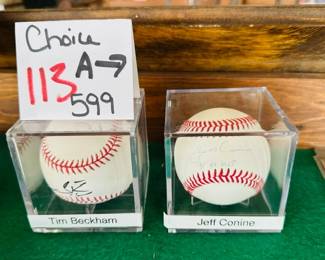 Choice
113 A→
599
Tim Beckham
Jeff Conine